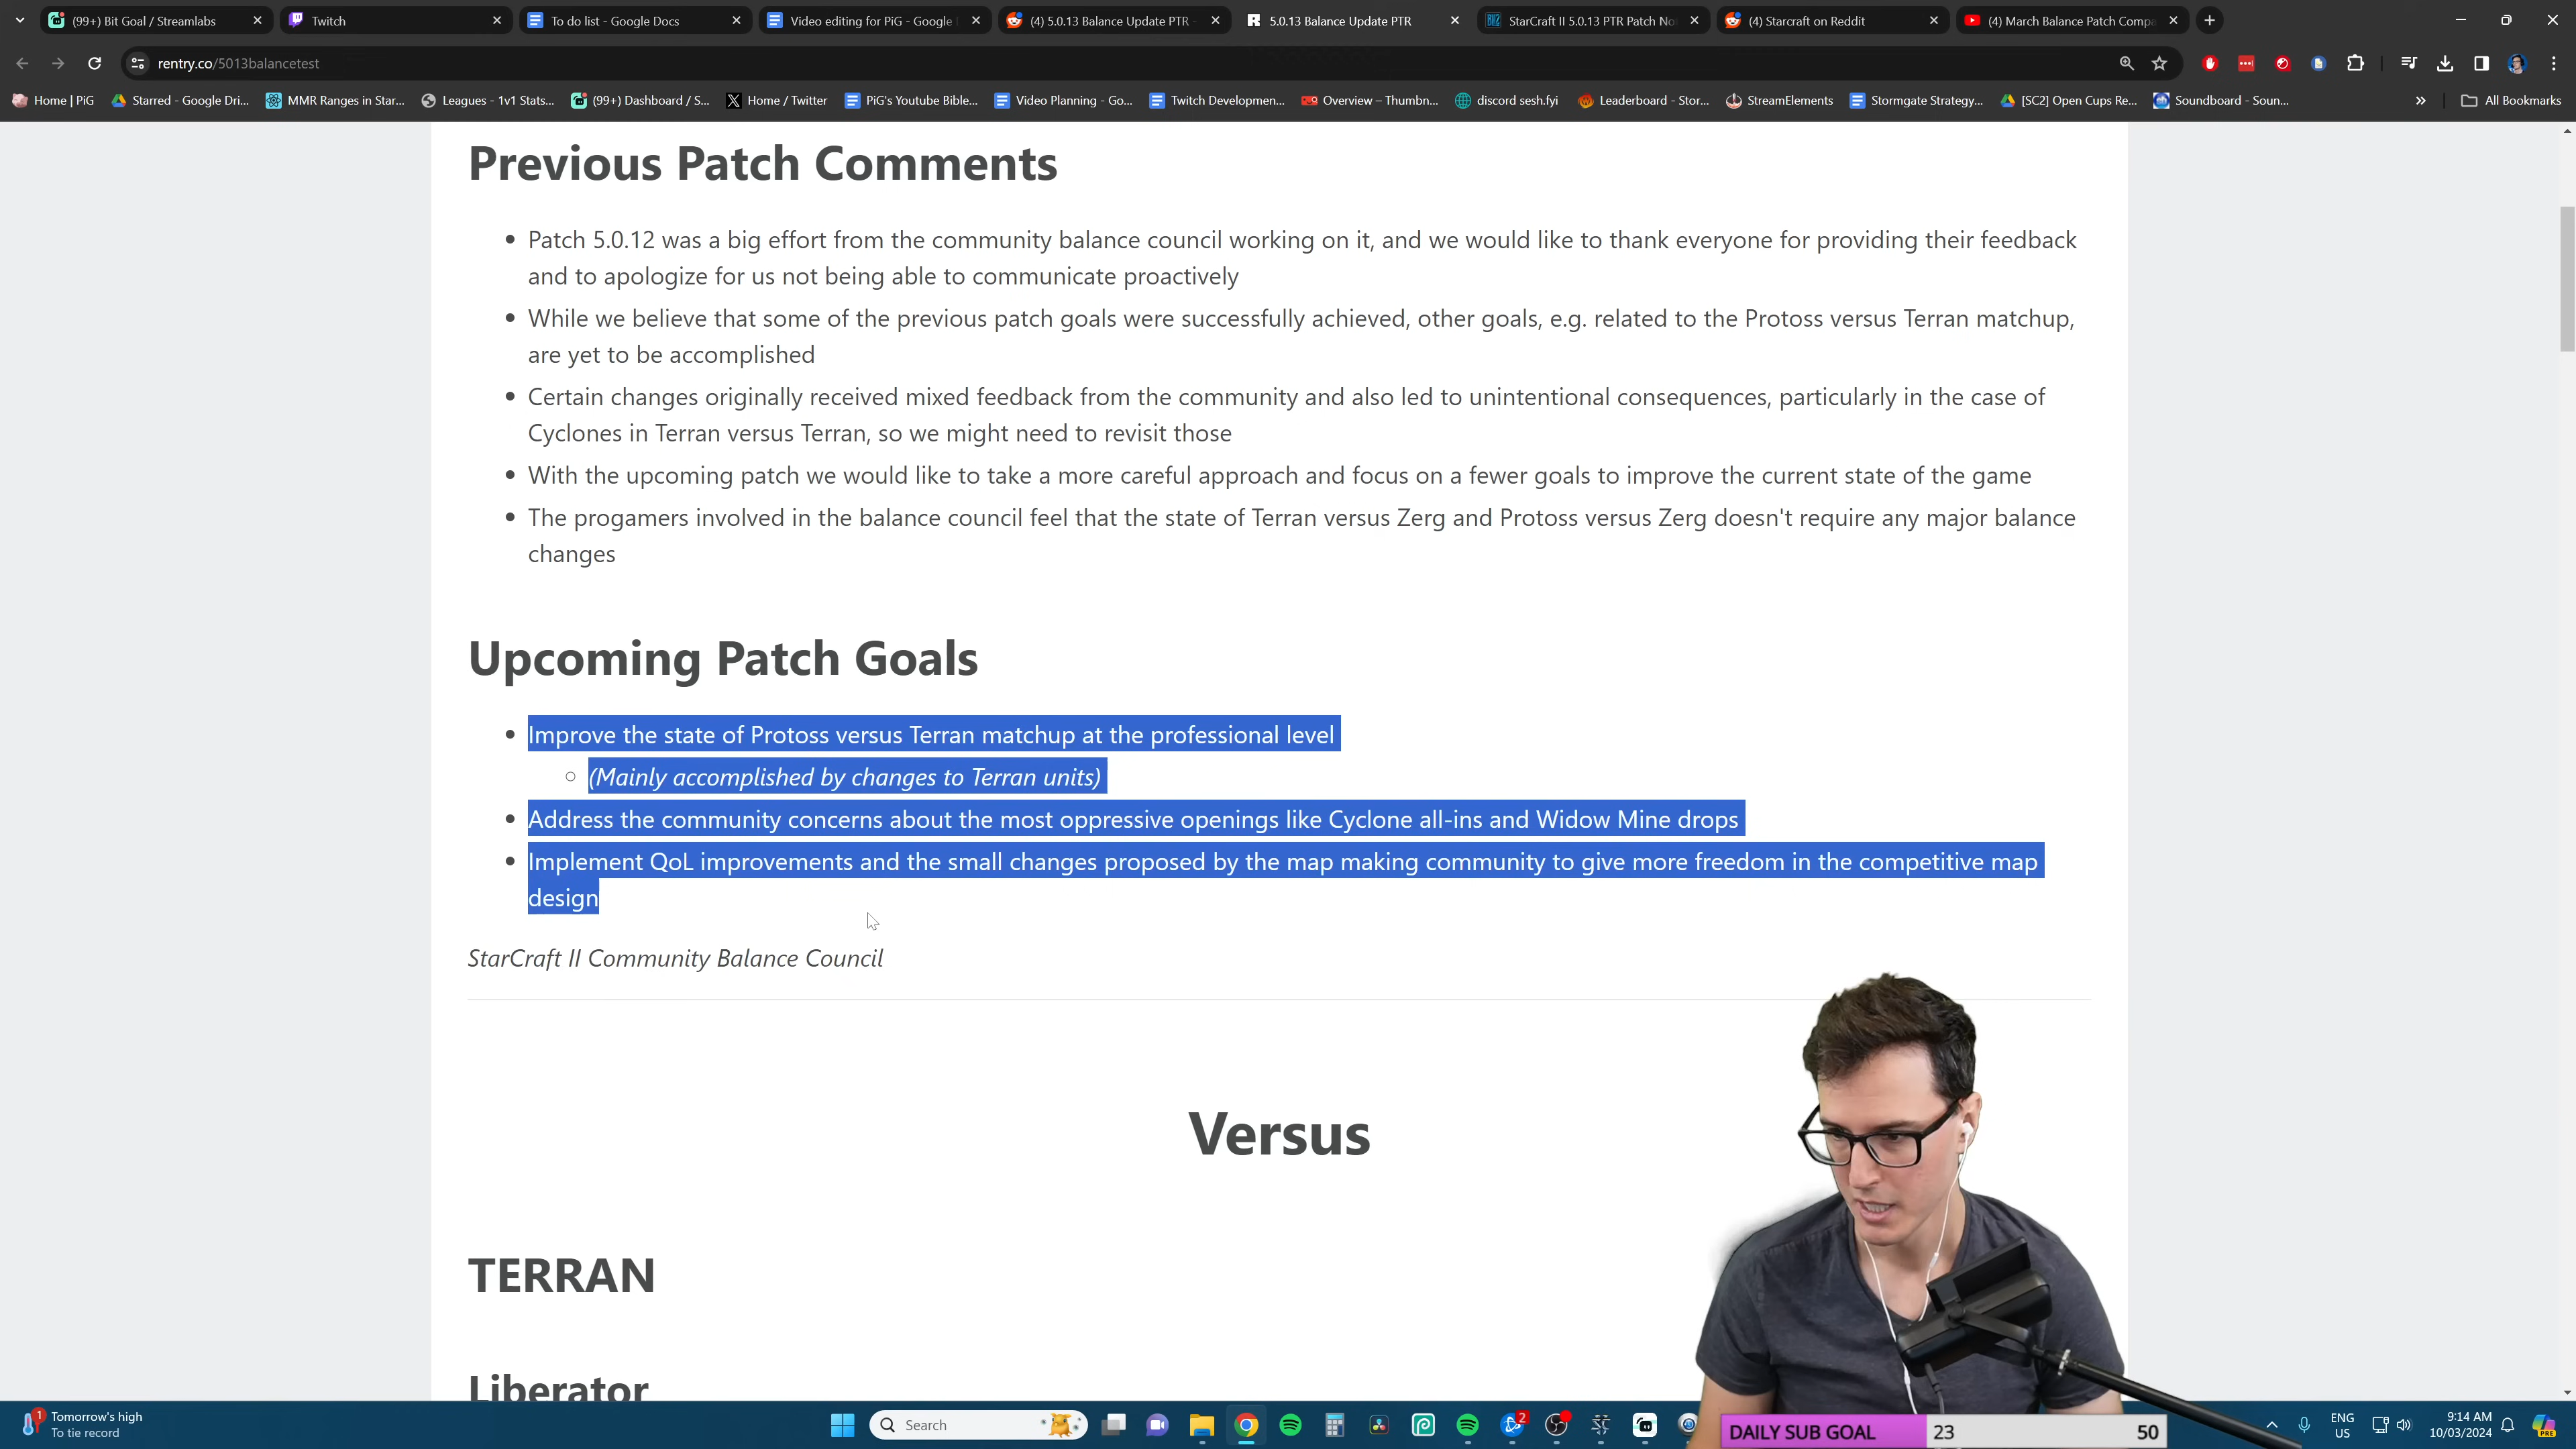 (99+) Bit Goal / Streamlabs
Twitch
To do list - Google Docs
Video editing for PiG - Google
(4) 5.0.13 Balance Update PTR
5.0.13 Balance Update PTR
StarCraft II 5.0.13 PTR Patch No
(4) Starcraft on Reddit
(4) March Balance Patch Compa
rentry.co/5013balancetest
Home | PiG
Starred - Google Dri...
MMR Ranges in Star...
Leagues - 1v1 Stats...
(99+) Dashboard / S...
Home / Twitter
PiG's Youtube Bible...
Video Planning - Go...
Twitch Developmen...
Overview – Thumbn...
discord sesh.fyi
Leaderboard - Stor...
StreamElements
Stormgate Strategy...
[SC2] Open Cups Re...
Soundboard - Soun...
All Bookmarks
Previous Patch Comments
Patch 5.0.12 was a big effort from the community balance council working on it, and we would like to thank everyone for providing their feedback
and to apologize for us not being able to communicate proactively
While we believe that some of the previous patch goals were successfully achieved, other goals, e.g. related to the Protoss versus Terran matchup,
are yet to be accomplished
Certain changes originally received mixed feedback from the community and also led to unintentional consequences, particularly in the case of
Cyclones in Terran versus Terran, so we might need to revisit those
With the upcoming patch we would like to take a more careful approach and focus on a fewer goals to improve the current state of the game
The progamers involved in the balance council feel that the state of Terran versus Zerg and Protoss versus Zerg doesn't require any major balance
changes
Upcoming Patch Goals
Improve the state of Protoss versus Terran matchup at the professional level
(Mainly accomplished by changes to Terran units)
Address the community concerns about the most oppressive openings like Cyclone all-ins and Widow Mine drops
Implement QoL improvements and the small changes proposed by the map making community to give more freedom in the competitive map
design
StarCraft II Community Balance Council
Versus
TERRAN
Liberator
1
Tomorrow's high
To tie record
Search
2
DAILY SUB GOAL 23 50
ENG
US
9:14 AM
10/03/2024
PRE